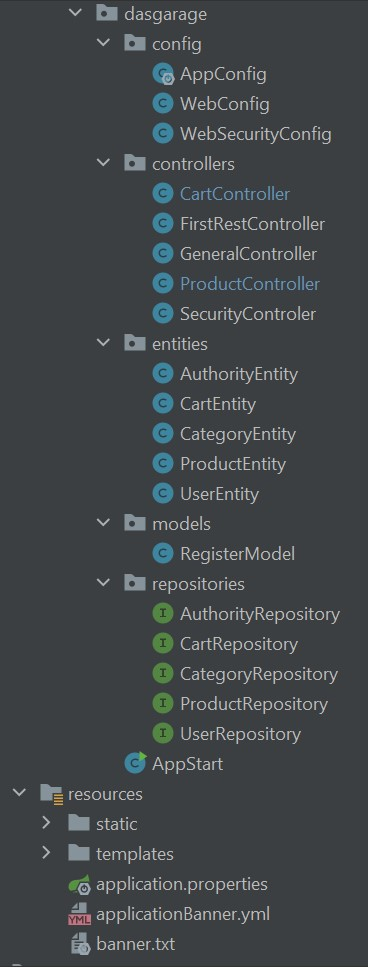 dasgarage
config
AppConfig
WebConfig
WebSecurityConfig
controllers
CartController
FirstRestController
GeneralController
ProductController
SecurityControler
entities
AuthorityEntity
CartEntity
CategoryEntity
ProductEntity
UserEntity
models
RegisterModel
repositories
AuthorityRepository
CartRepository
CategoryRepository
ProductRepository
UserRepository
AppStart
resources
static
templates
application.properties
applicationBanner.yml
banner.txt